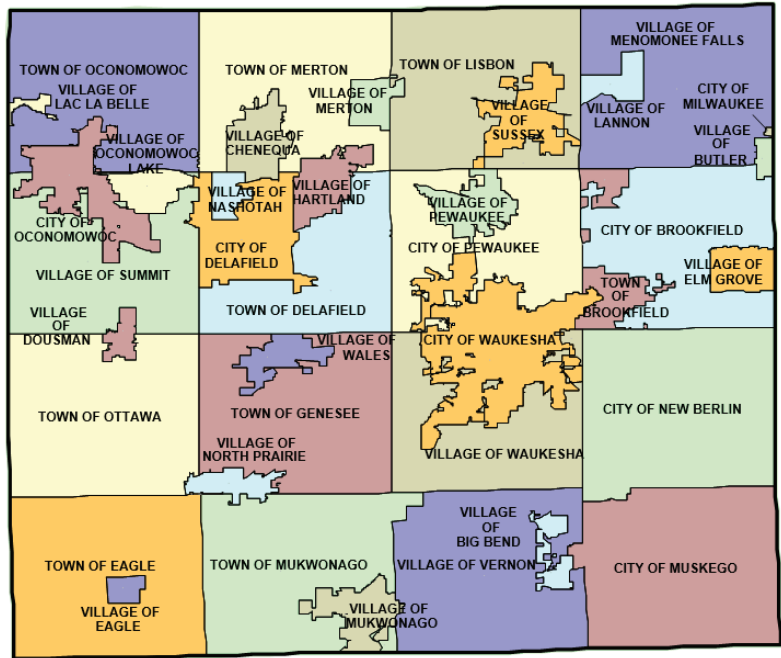 VILLAGE OF
MENOMONEE FALLS
TOWN OF OCONOMOWOC
TOWN OF MERTON
TOWN OF LISBON
VILLAGE OF
LAC LA BELLE
VILLAGE OF
MERTON
VILLAGE
OF
SUSSEX
CITY OF
MILWAUKEE
VILLAGE OF
LANNON
VILLAGE OF
OCONOMOWOC
LAKE
VILLAGE OF
CHENEQUA
VILLAGE
OF
BUTLER
VILLAGE OF
NASHOTAH
VILLAGE OF
HARTLAND
VILLAGE OF
PEWAUKEE
CITY OF
OCONOMOWOC
CITY OF
DELAFIELD
CITY OF PEWAUKEE
CITY OF BROOKFIELD
VILLAGE OF SUMMIT
VILLAGE OF
ELM GROVE
TOWN
OF
BROOKFIELD
TOWN OF DELAFIELD
VILLAGE
OF
DOUSMAN
VILLAGE OF
WALES
CITY OF WAUKESHA
TOWN OF OTTAWA
TOWN OF GENESEE
CITY OF NEW BERLIN
VILLAGE OF
NORTH PRAIRIE
VILLAGE OF WAUKESHA
VILLAGE
OF
BIG BEND
TOWN OF EAGLE
TOWN OF MUKWONAGO
VILLAGE OF VERNON
CITY OF MUSKEGO
VILLAGE OF
EAGLE
VILLAGE OF
MUKWONAGO